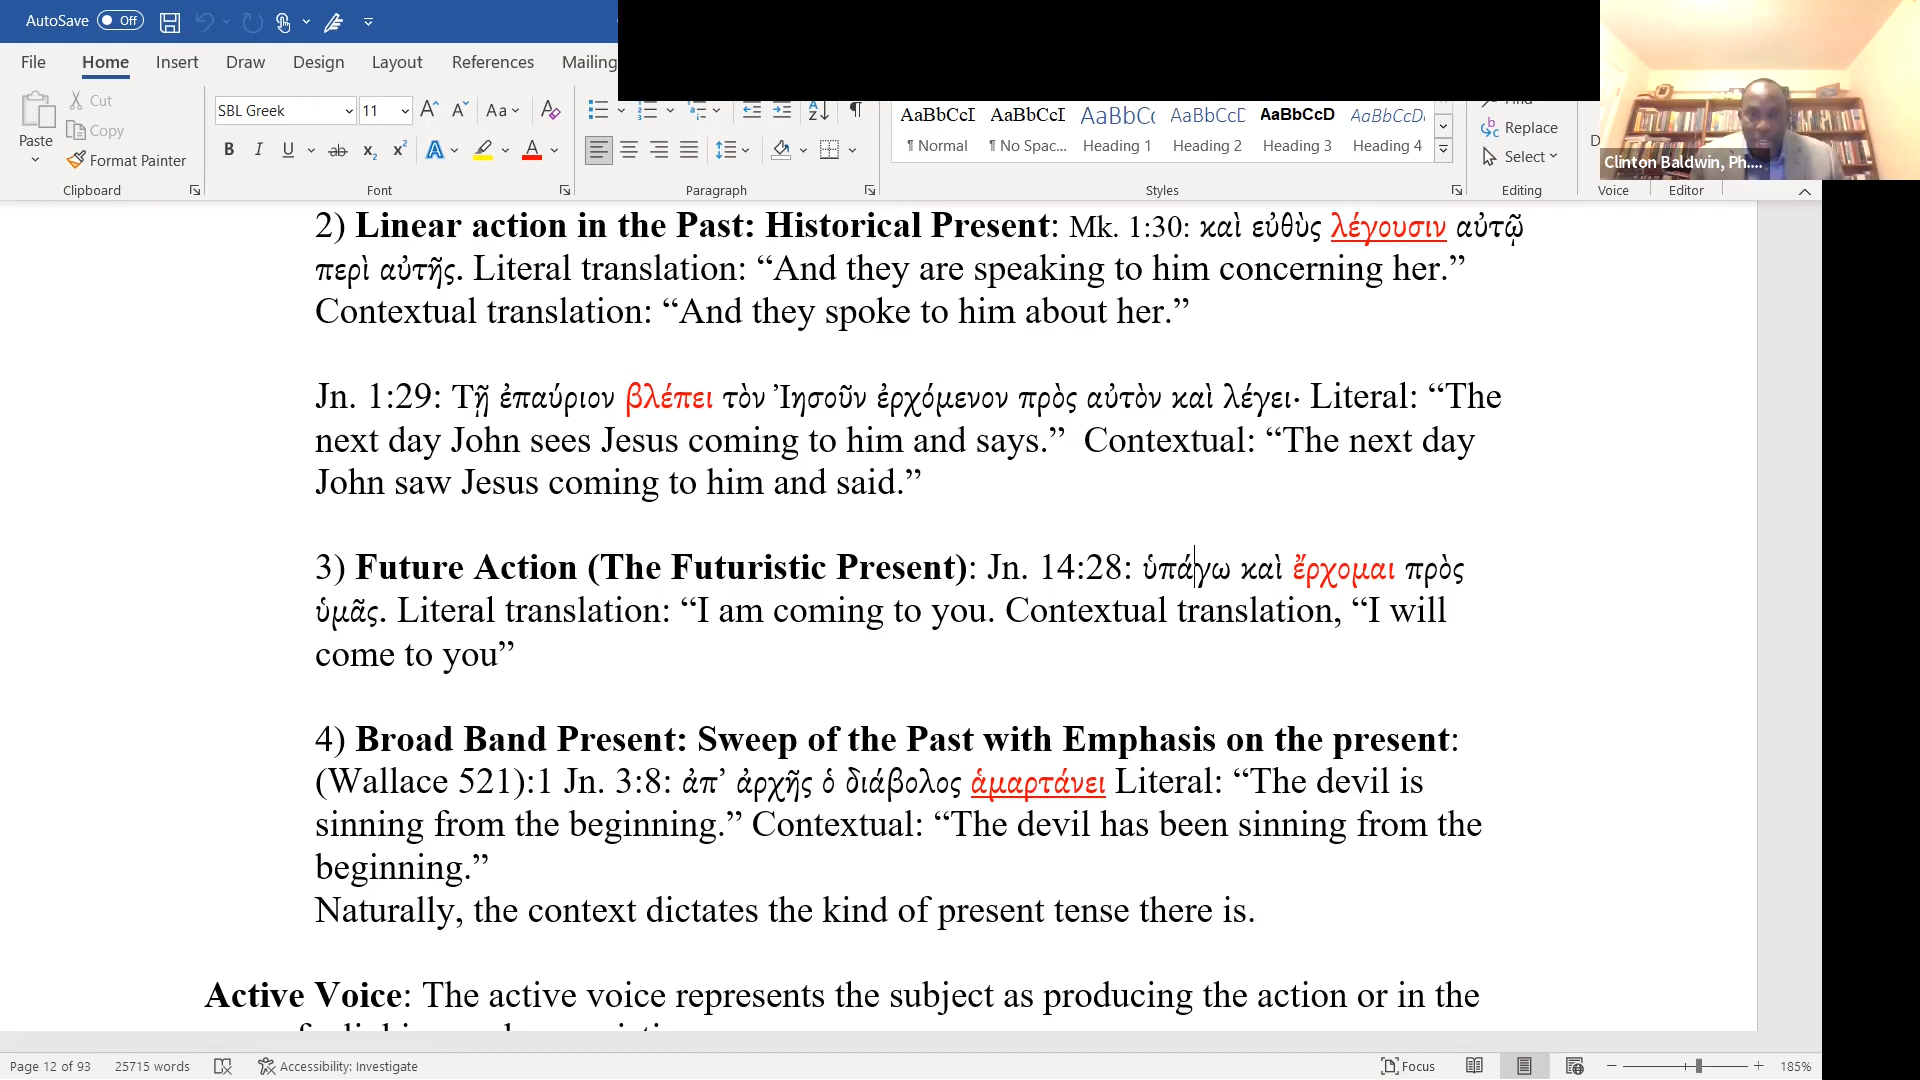 AutoSave Off
File Home Insert Draw Design Layout References Mailing
Paste
Cut
Copy
Format Painter
Clipboard
SBL Greek 11
Font
Paragraph
AaBbCcI AaBbCcI AaBbC AaBbCcD AaBbCcD AaBbCcD
¶ Normal ¶ No Spac... Heading 1 Heading 2 Heading 3 Heading 4
Styles
Replace
Select
Editing
Voice
Editor
Clinton Baldwin, Ph....
2) Linear action in the Past: Historical Present: Mk. 1:30: καὶ εὐθὺς λέγουσιν αὐτῷ
περὶ αὐτῆς. Literal translation: “And they are speaking to him concerning her.”
Contextual translation: “And they spoke to him about her.”
Jn. 1:29: Τῇ ἐπαύριον βλέπει τὸν Ἰησοῦν ἐρχόμενον πρὸς αὐτὸν καὶ λέγει· Literal: “The
next day John sees Jesus coming to him and says.” Contextual: “The next day
John saw Jesus coming to him and said.”
3) Future Action (The Futuristic Present): Jn. 14:28: ὑπάγω καὶ ἔρχομαι πρὸς
ὑμᾶς. Literal translation: “I am coming to you. Contextual translation, “I will
come to you”
4) Broad Band Present: Sweep of the Past with Emphasis on the present:
(Wallace 521):1 Jn. 3:8: ἀπ’ ἀρχῆς ὁ διάβολος ἁμαρτάνει Literal: “The devil is
sinning from the beginning.” Contextual: “The devil has been sinning from the
beginning.”
Naturally, the context dictates the kind of present tense there is.
Active Voice: The active voice represents the subject as producing the action or in the
Page 12 of 93 25715 words Accessibility: Investigate Focus 185%